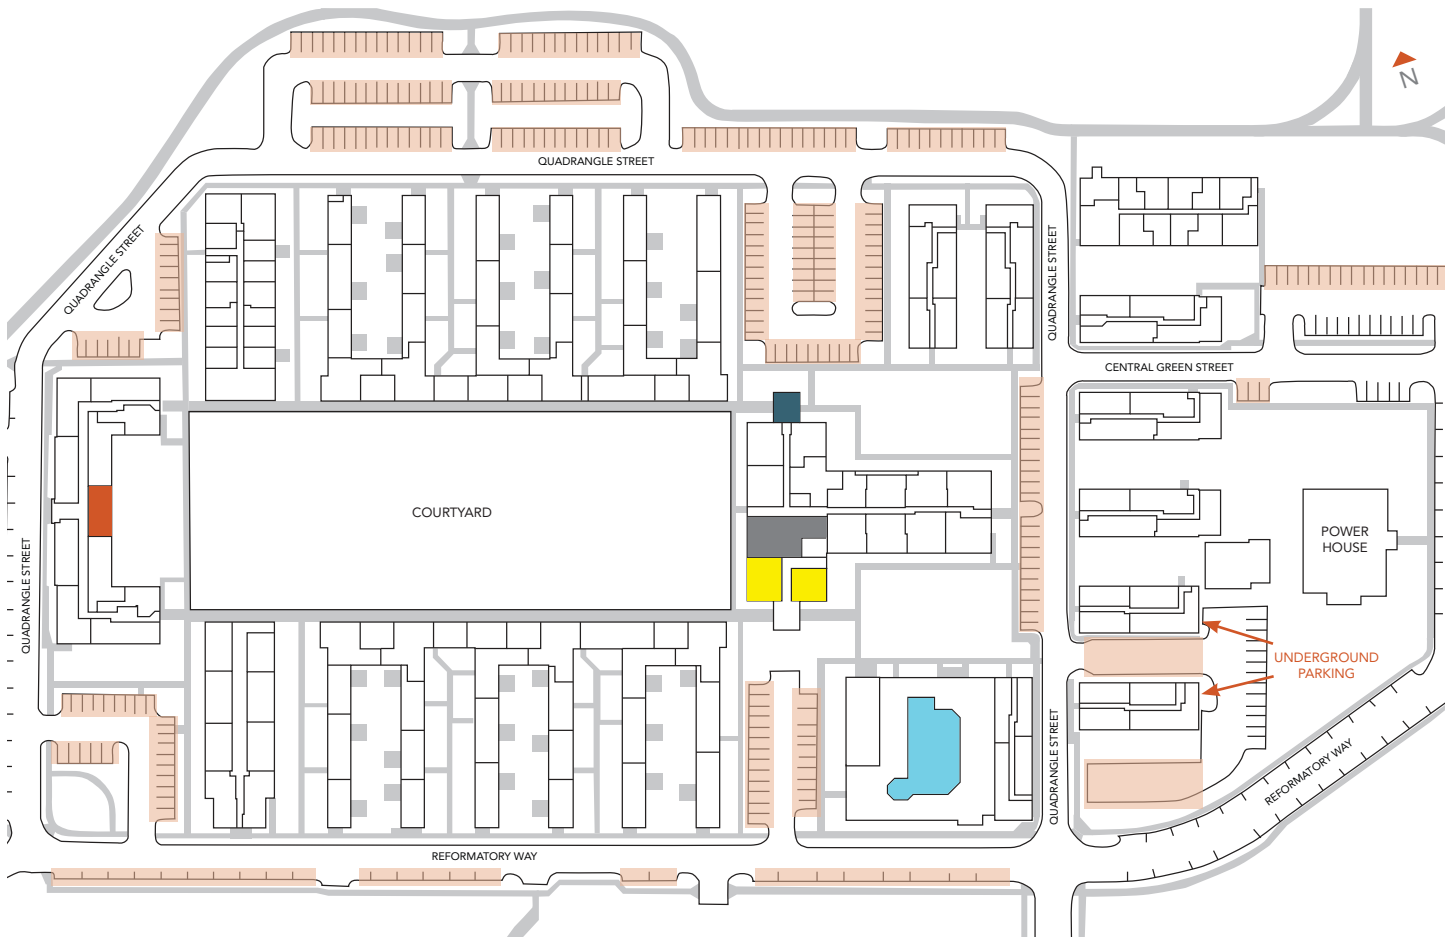 N
QUADRANGLE STREET
QUADRANGLE STREET
QUADRANGLE STREET
CENTRAL GREEN STREET
COURTYARD
POWER
HOUSE
QUADRANGLE STREET
UNDERGROUND
PARKING
QUADRANGLE STREET
REFORMATORY WAY
REFORMATORY WAY